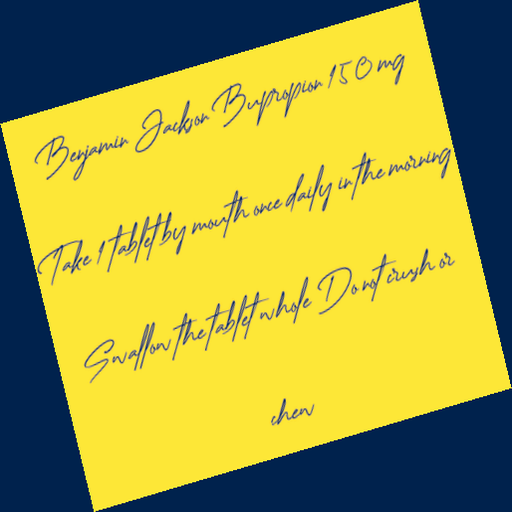 Benjamin Jackson Bupropion 150 mg
Take 1 tablet by mouth once daily in the morning
Swallow the tablet whole Do not crush or
chew